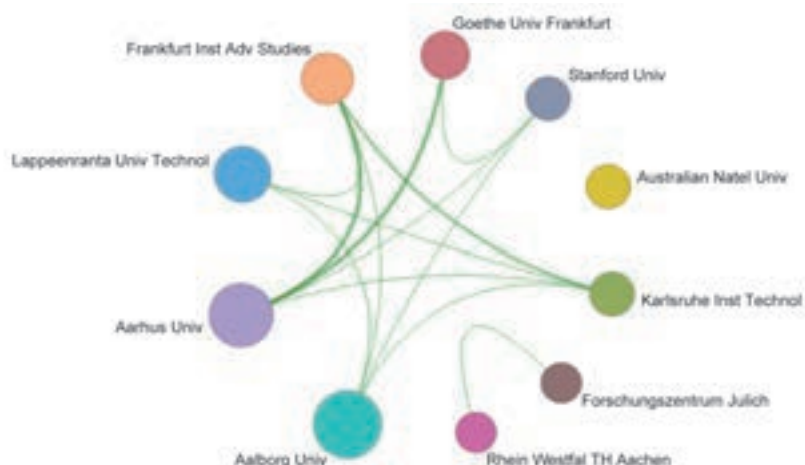 Goethe Univ Frankfurt
Frankfurt Inst Adv Studies
Stanford Univ
Lappeenranta Univ Technol
Australian Natel Univ
Karlsruhe Inst Technol
Aarhus Univ
Forschungszentrum Julich
Aalborg Univ
Rhein Westfal TH Aachen